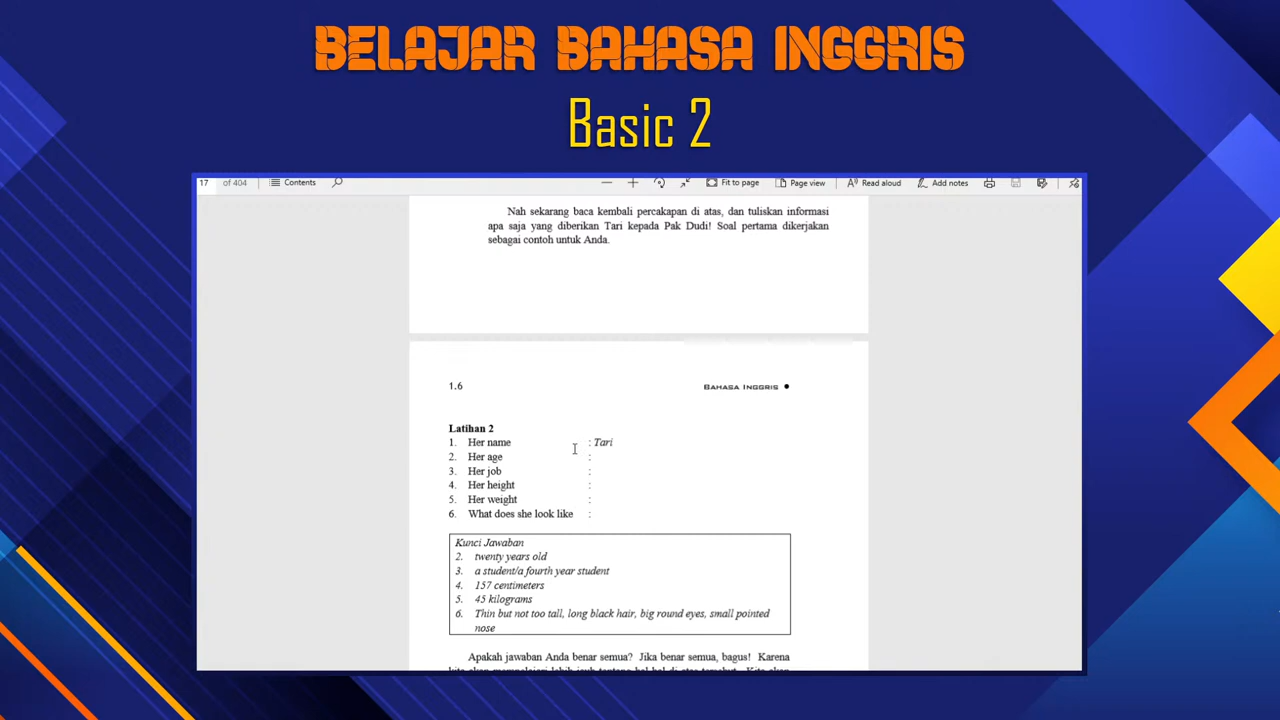 BELAJAR BAHASA INGGRIS
Basic 2
17 of 404 Contents Fit to page Page view Read aloud Add notes
Nah sekarang baca kembali percakapan di atas, dan tuliskan informasi
apa saja yang diberikan Tari kepada Pak Dudi! Soal pertama dikerjakan
sebagai contoh untuk Anda.
1.6 BAHASA INGGRIS ●
Latihan 2
1. Her name : Tari
2. Her age :
3. Her job :
4. Her height :
5. Her weight :
6. What does she look like :
Kunci Jawaban
2. twenty years old
3. a student/a fourth year student
4. 157 centimeters
5. 45 kilograms
6. Thin but not too tall, long black hair, big round eyes, small pointed
nose
Apakah jawaban Anda benar semua? Jika benar semua, bagus! Karena